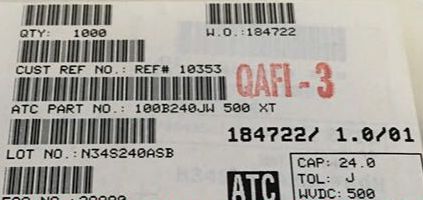 QTY: 1000
W.O.:184722
CUST REF NO.: REF# 10353
QAFI-3
ATC PART NO.: 100B240JW 500 XT
184722/ 1.0/01
LOT NO.:N34S240ASB
CAP: 24.0
TOL: J
WVDC: 500
ATC